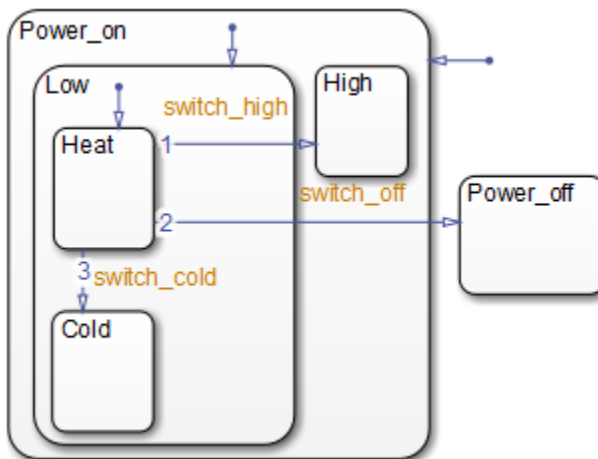 Power_on
Low
High
switch_high
Heat
1
switch_off
Power_off
2
3
switch_cold
Cold